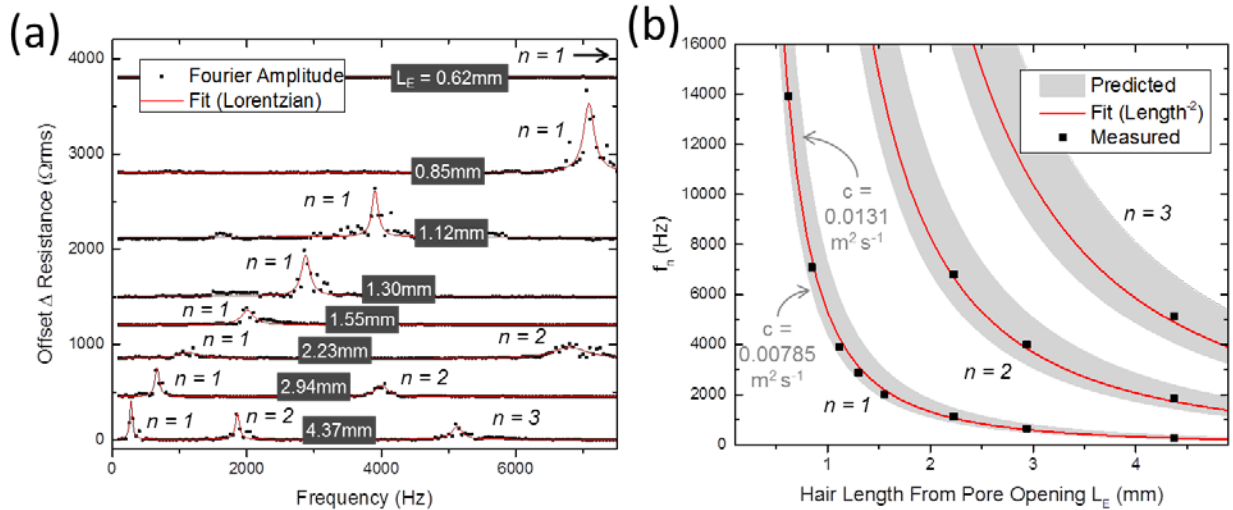 (a)
Offset Δ Resistance (Ωrms)
4000
3000
2000
1000
0
Fourier Amplitude
Fit (Lorentzian)
n = 1
L_E = 0.62mm
n = 1
0.85mm
n = 1
1.12mm
n = 1
1.30mm
n = 1
1.55mm
n = 1
2.23mm
n = 2
n = 1
2.94mm
n = 2
n = 1
n = 2
4.37mm
n = 3
0
2000
4000
6000
Frequency (Hz)
(b)
f_n (Hz)
16000
14000
12000
10000
8000
6000
4000
2000
0
Predicted
Fit (Length⁻²)
Measured
c =
0.0131
m² s⁻¹
c =
0.00785
m² s⁻¹
n = 1
n = 2
n = 3
1
2
3
4
Hair Length From Pore Opening L_E (mm)